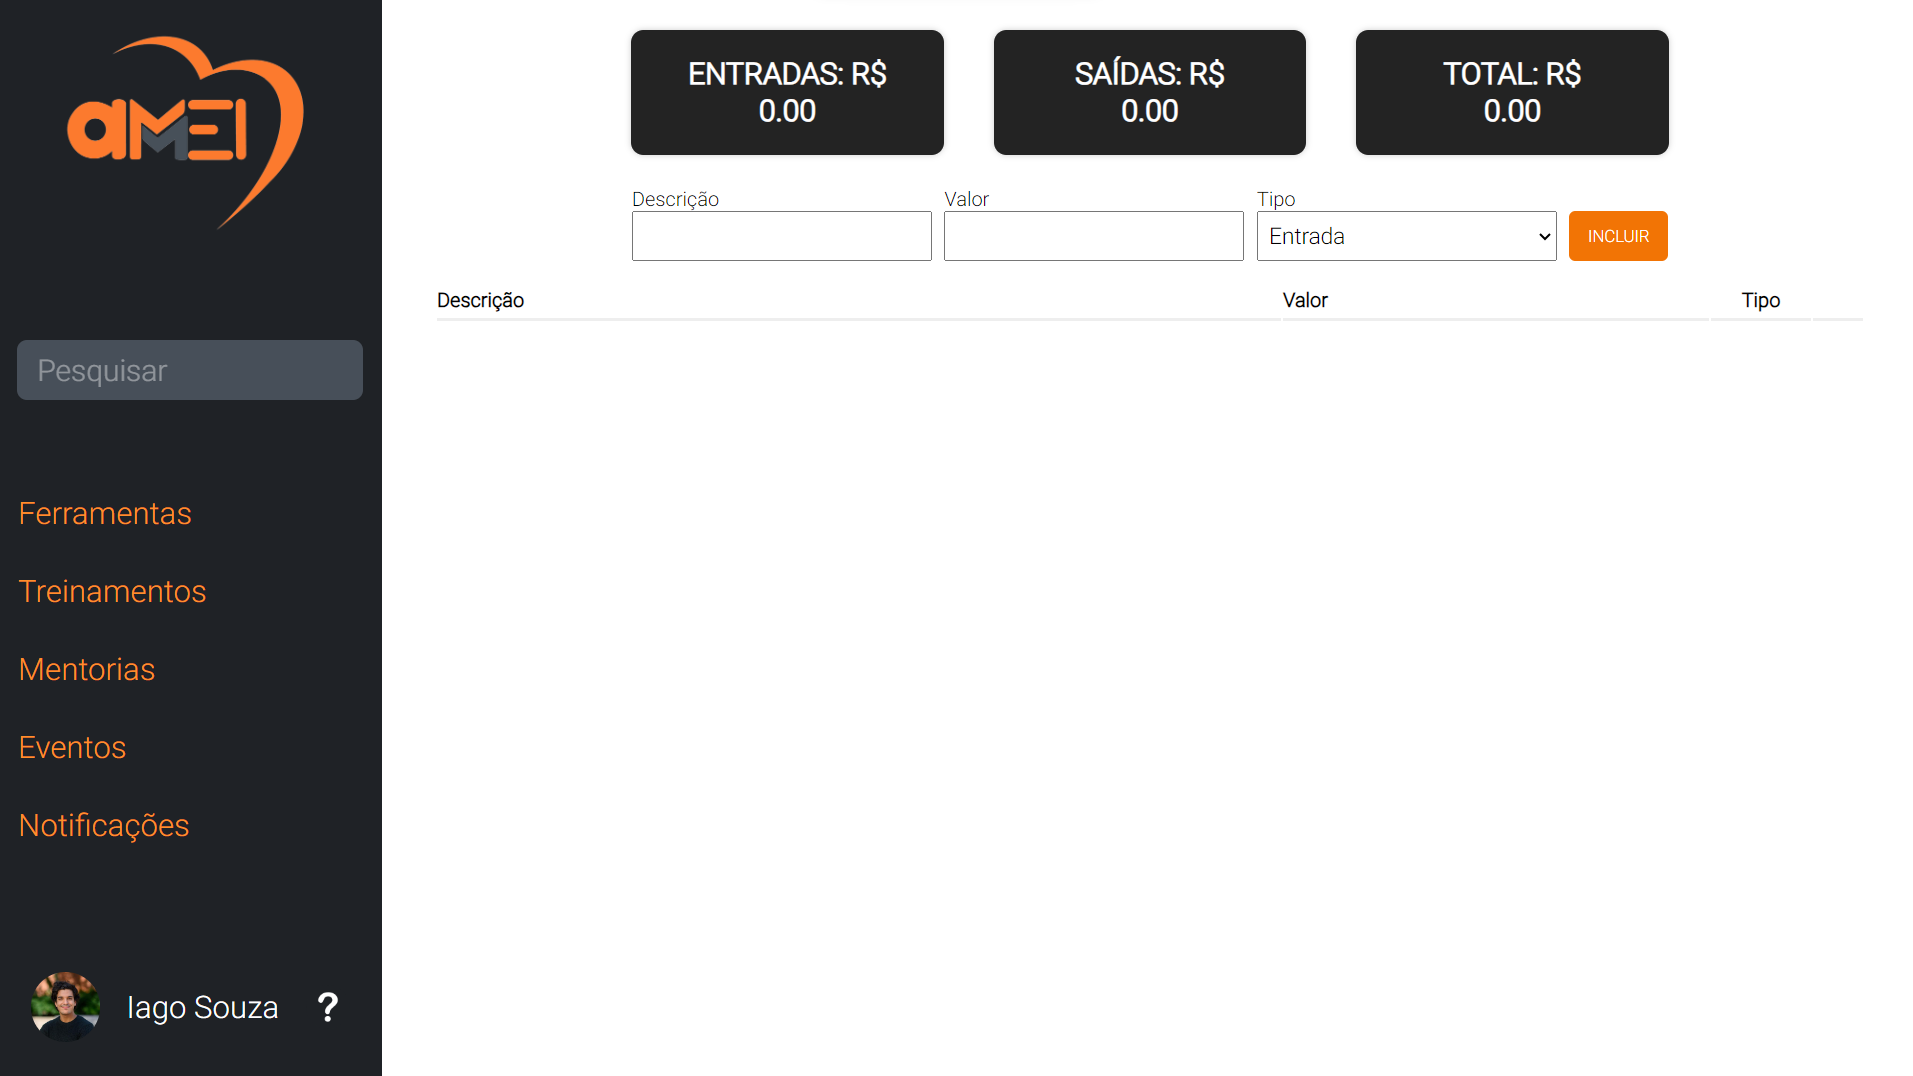 aMEI
Pesquisar
Ferramentas
Treinamentos
Mentorias
Eventos
Notificações
Iago Souza
?
ENTRADAS: R$
0.00
SAÍDAS: R$
0.00
TOTAL: R$
0.00
Descrição
Valor
Tipo
Entrada
INCLUIR
Descrição Valor Tipo